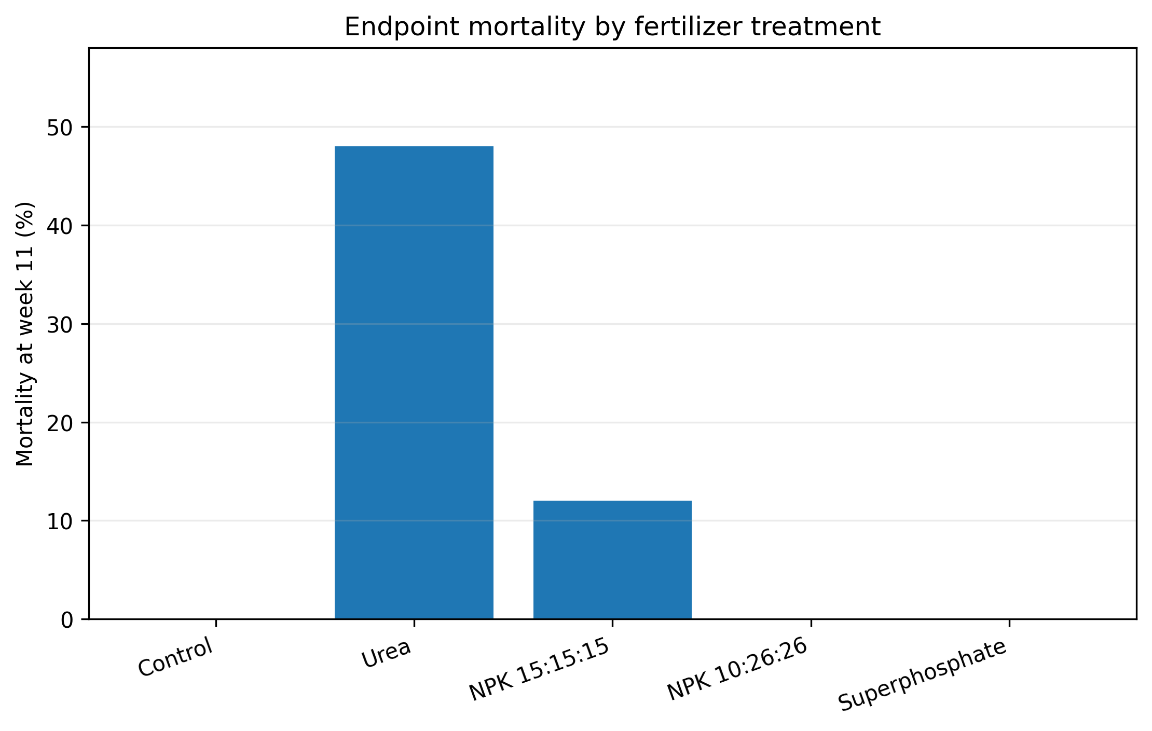 Endpoint mortality by fertilizer treatment
Mortality at week 11 (%)
50
40
30
20
10
0
Control
Urea
NPK 15:15:15
NPK 10:26:26
Superphosphate